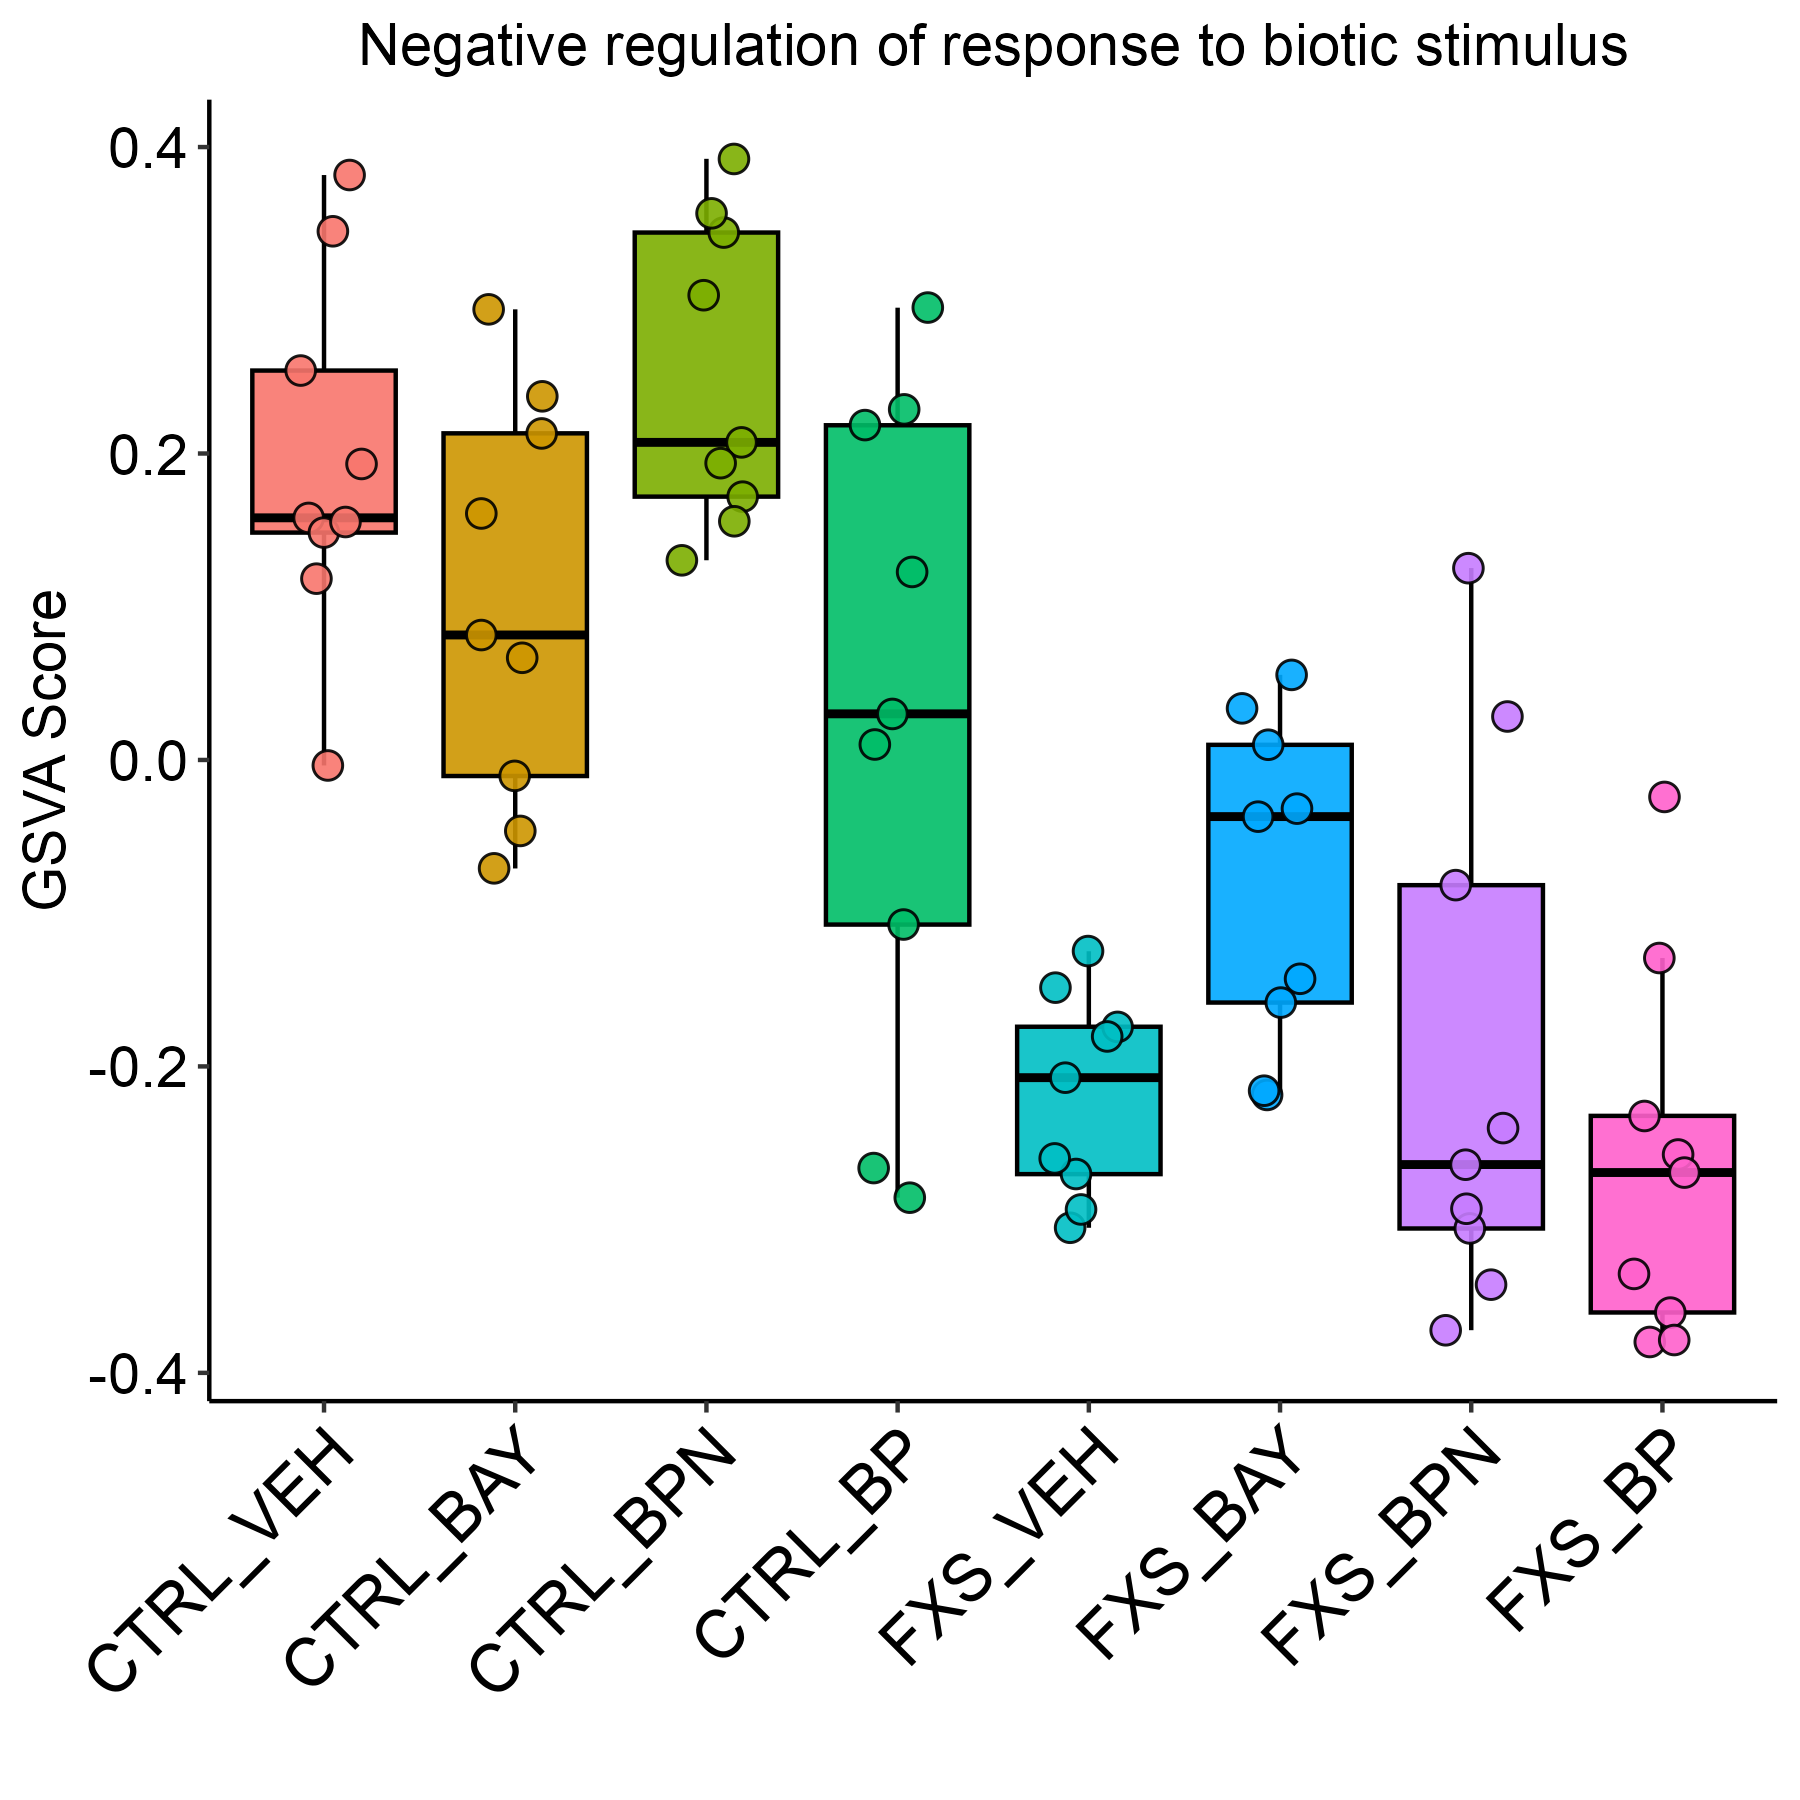 Negative regulation of response to biotic stimulus
GSVA Score
0.4
0.2
0.0
-0.2
-0.4
CTRL_VEH
CTRL_BAY
CTRL_BPN
CTRL_BP
FXS_VEH
FXS_BAY
FXS_BPN
FXS_BP